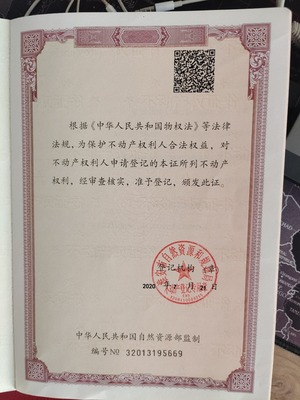 根据《中华人民共和国物权法》等法律
法规，为保护不动产权利人合法权益，对
不动产权利人申请登记的本证所列不动产
权利，经审查核实，准予登记，颁发此证。
登记机构 章
2020 年 月 日
中华人民共和国自然资源部监制
编号No 32013195669